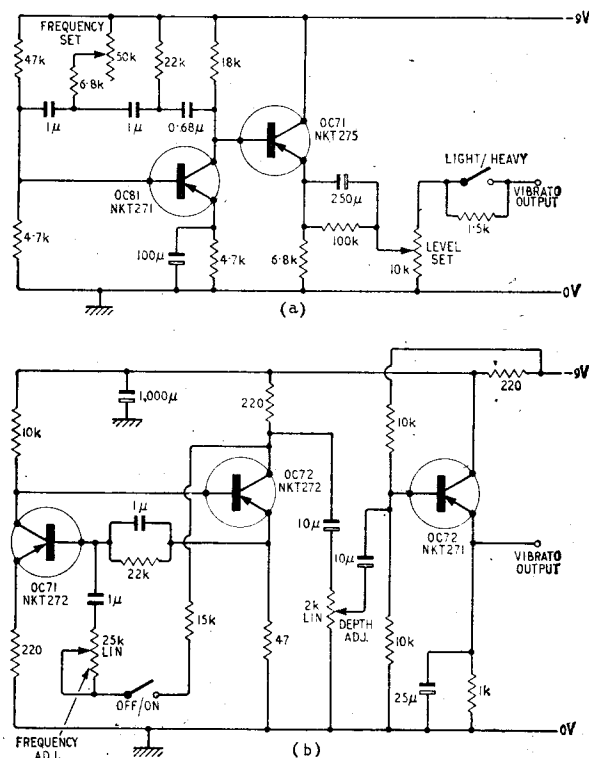 FREQUENCY
SET
-9V
47k
50k
6·8k
22k
18k
1μ
1μ
0·68μ
OC71
NKT275
LIGHT/HEAVY
VIBRATO
OUTPUT
OC81
NKT271
250μ
1·5k
100k
LEVEL
SET
4·7k
100μ
4·7k
6·8k
10k
0V
(a)
-9V
1,000μ
220
220
10k
10k
OC72
NKT272
OC72
NKT271
1μ
10μ
10μ
VIBRATO
OUTPUT
OC71
NKT272
22k
1μ
15k
2k
LIN
DEPTH
ADJ.
25k
LIN
10k
220
47
25μ
1k
OFF/ON
0V
FREQUENCY
ADJ.
(b)